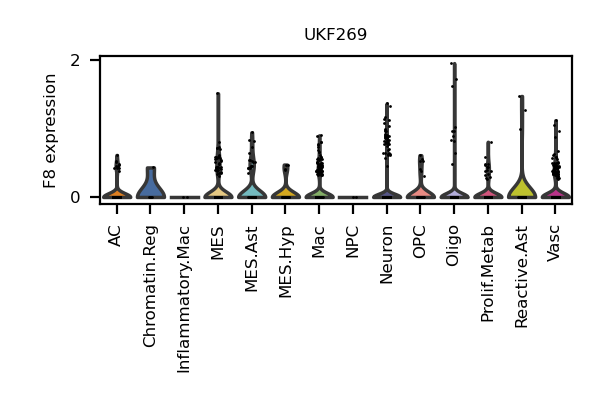 UKF269
F8 expression
2
0
AC
Chromatin.Reg
Inflammatory.Mac
MES
MES.Ast
MES.Hyp
Mac
NPC
Neuron
OPC
Oligo
Prolif.Metab
Reactive.Ast
Vasc